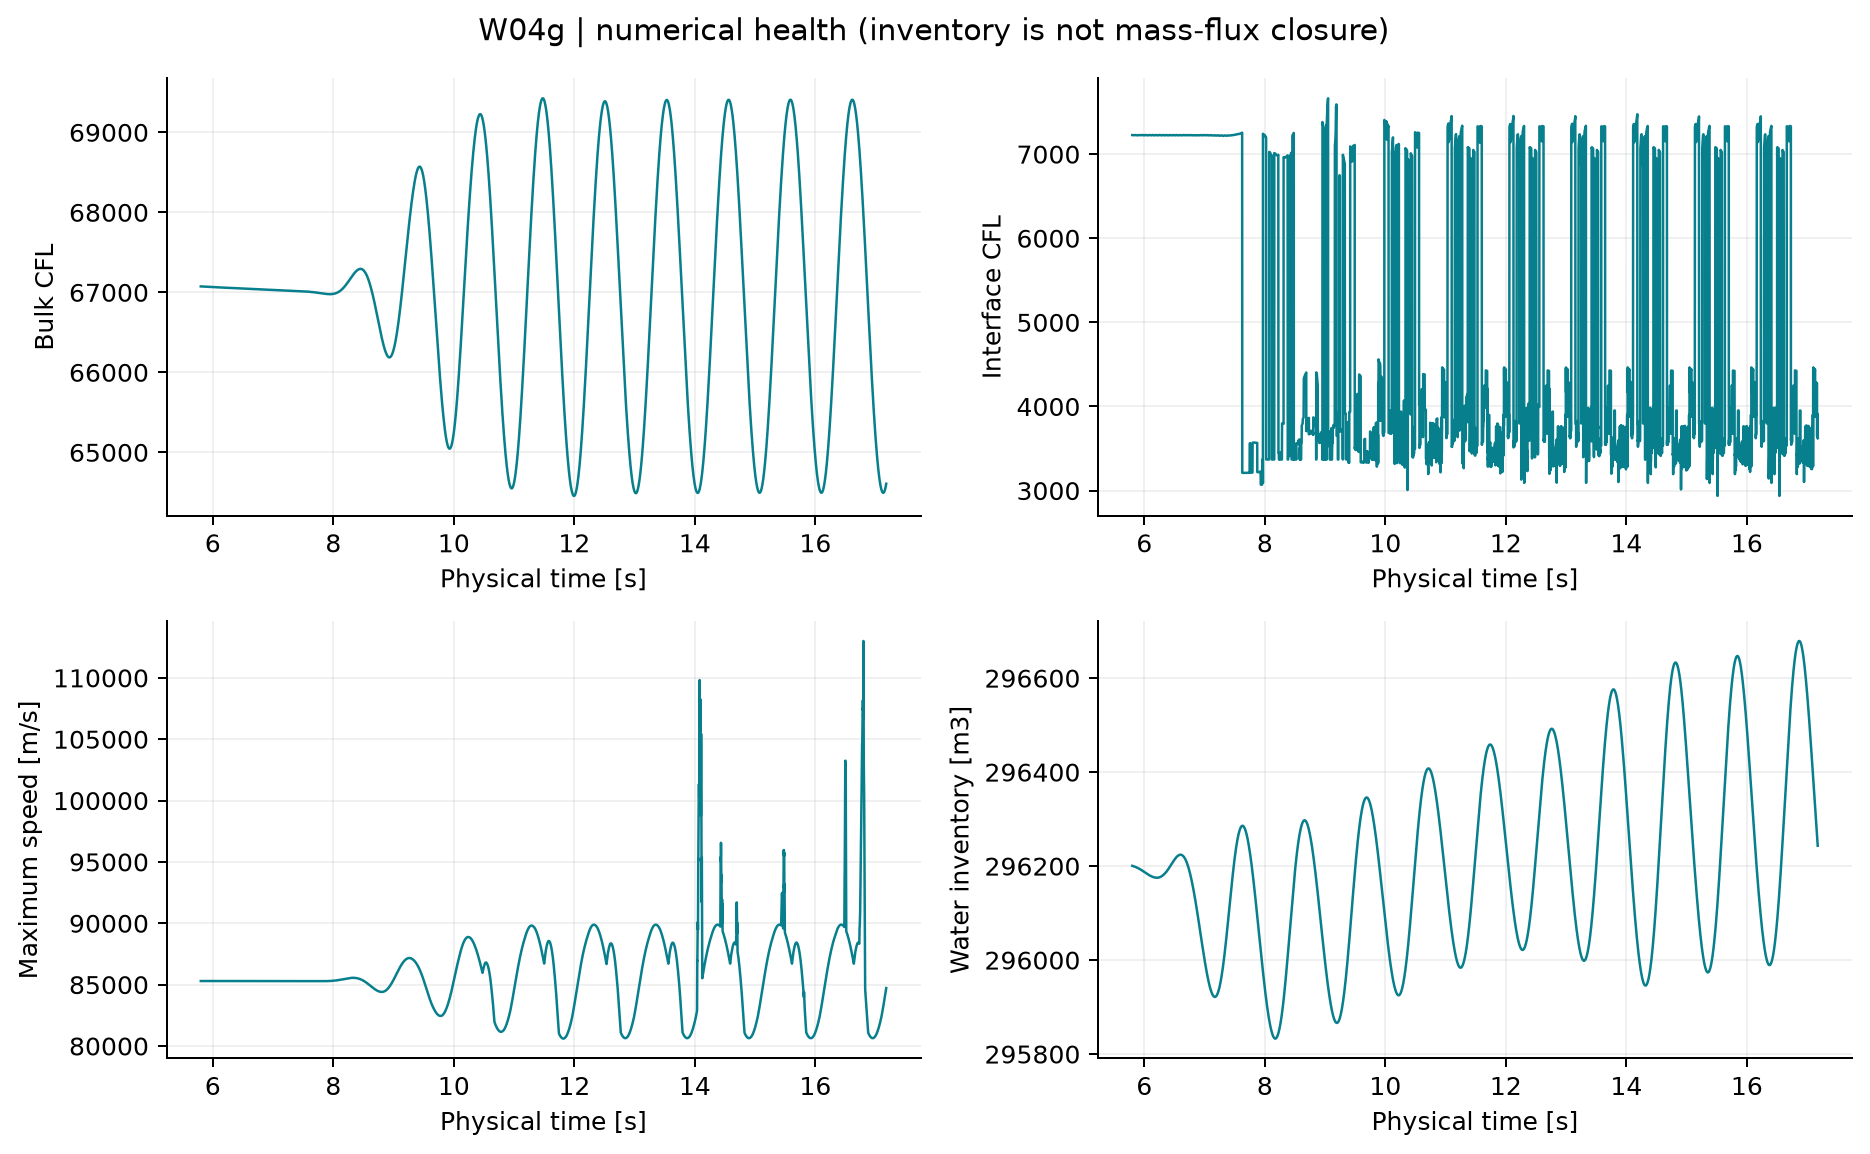 W04g | numerical health (inventory is not mass-flux closure)
Bulk CFL
69000
68000
67000
66000
65000
6 8 10 12 14 16
Physical time [s]
Interface CFL
7000
6000
5000
4000
3000
6 8 10 12 14 16
Physical time [s]
Maximum speed [m/s]
110000
105000
100000
95000
90000
85000
80000
6 8 10 12 14 16
Physical time [s]
Water inventory [m3]
296600
296400
296200
296000
295800
6 8 10 12 14 16
Physical time [s]